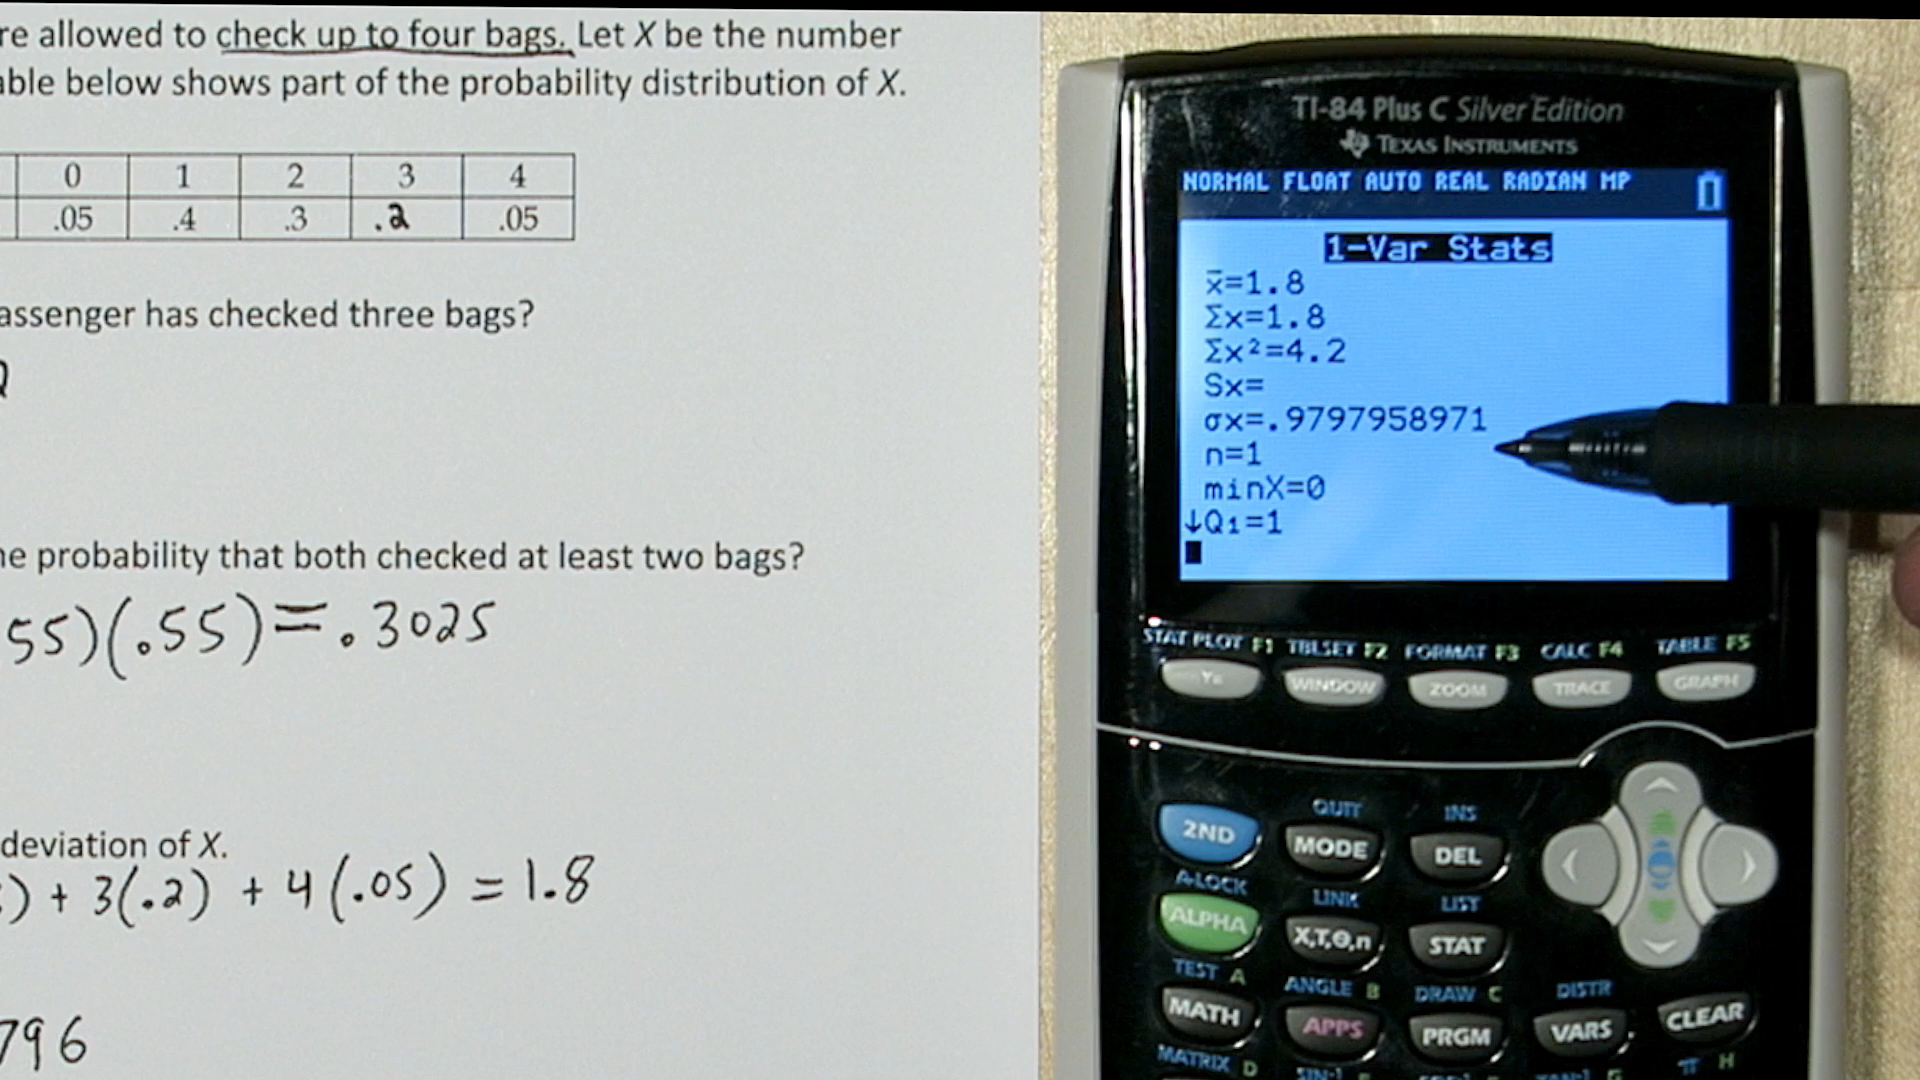 re allowed to check up to four bags. Let X be the number
able below shows part of the probability distribution of X.
0 1 2 3 4
.05 .4 .3 .2 .05
assenger has checked three bags?
he probability that both checked at least two bags?
55)(.55)=.3025
deviation of X.
) + 3(.2) + 4(.05) = 1.8
796
TI-84 Plus C Silver Edition
TEXAS INSTRUMENTS
NORMAL FLOAT AUTO REAL RADIAN MP
1-Var Stats
x̄=1.8
Σx=1.8
Σx²=4.2
Sx=
σx=.9797958971
n=1
minX=0
↓Q₁=1
STAT PLOT F1 TBLSET F2 FORMAT F3 CALC F4 TABLE F5
Y= WINDOW ZOOM TRACE GRAPH
QUIT INS
2ND MODE DEL
A-LOCK LINK LIST
ALPHA X,T,Θ,n STAT
TEST A ANGLE B DRAW C DISTR
MATH APPS PRGM VARS CLEAR
MATRIX D SIN-1 π H